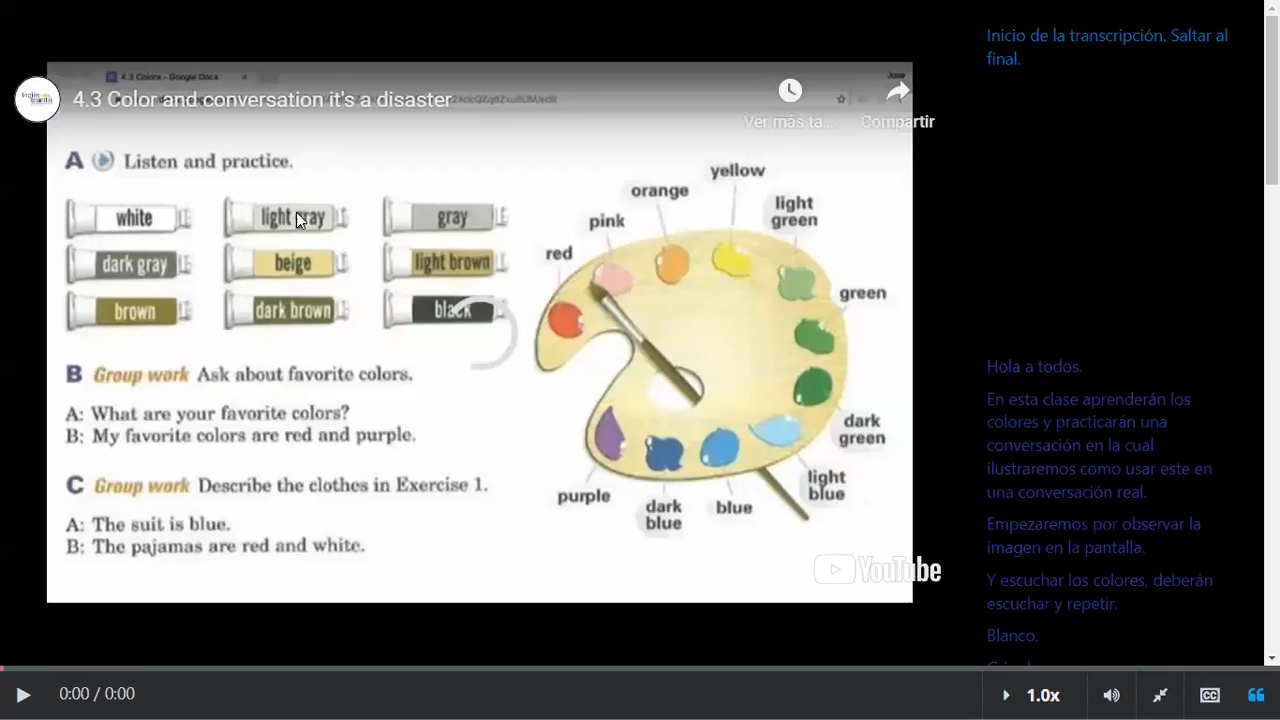 4.3 Colors - Google Docs
4.3 Color and conversation it's a disaster
Ver más ta...
Compartir
A Listen and practice.
white
light gray
gray
dark gray
beige
light brown
brown
dark brown
black
red
pink
orange
yellow
light
green
green
dark
green
light
blue
blue
dark
blue
purple
B Group work Ask about favorite colors.
A: What are your favorite colors?
B: My favorite colors are red and purple.
C Group work Describe the clothes in Exercise 1.
A: The suit is blue.
B: The pajamas are red and white.
YouTube
Inicio de la transcripción. Saltar al
final.
Hola a todos.
En esta clase aprenderán los
colores y practicarán una
conversación en la cual
ilustraremos como usar este en
una conversación real.
Empezaremos por observar la
imagen en la pantalla.
Y escuchar los colores, deberán
escuchar y repetir.
Blanco.
0:00 / 0:00
1.0x
CC